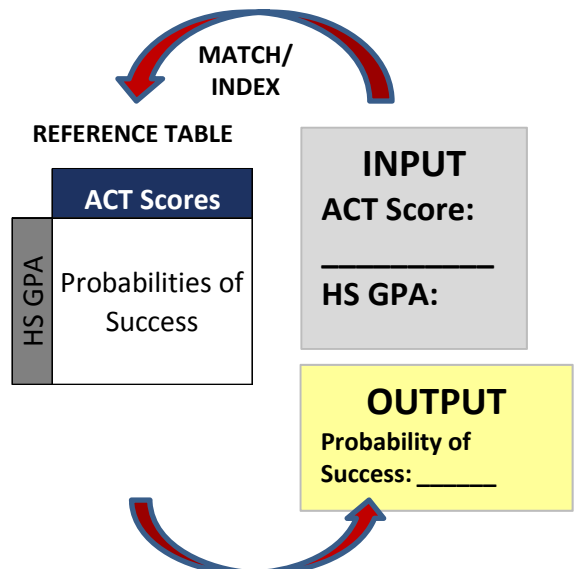 MATCH/
INDEX
REFERENCE TABLE
ACT Scores
HS GPA
Probabilities of
Success
INPUT
ACT Score:
___________
HS GPA:
OUTPUT
Probability of
Success: ______